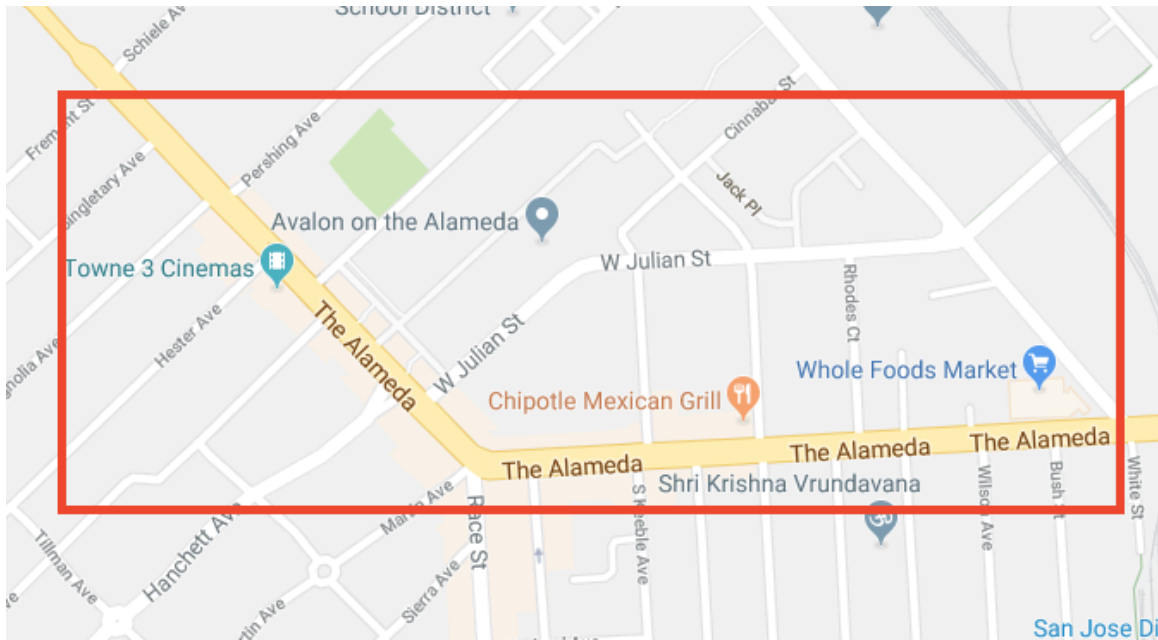 School District
Schiele Ave
Fremont St
Pershing Ave
Cinnabar St
Singletary Ave
Jack Pl
Avalon on the Alameda
Towne 3 Cinemas
W Julian St
Rhodes Ct
Hester Ave
The Alameda
W Julian St
Whole Foods Market
Chipotle Mexican Grill
The Alameda
The Alameda
The Alameda
Shri Krishna Vrundavana
Martin Ave
Race St
S Keeble Ave
Wilson Ave
Bush St
White St
Hanchett Ave
Tillman Ave
Sierra Ave
San Jose Di